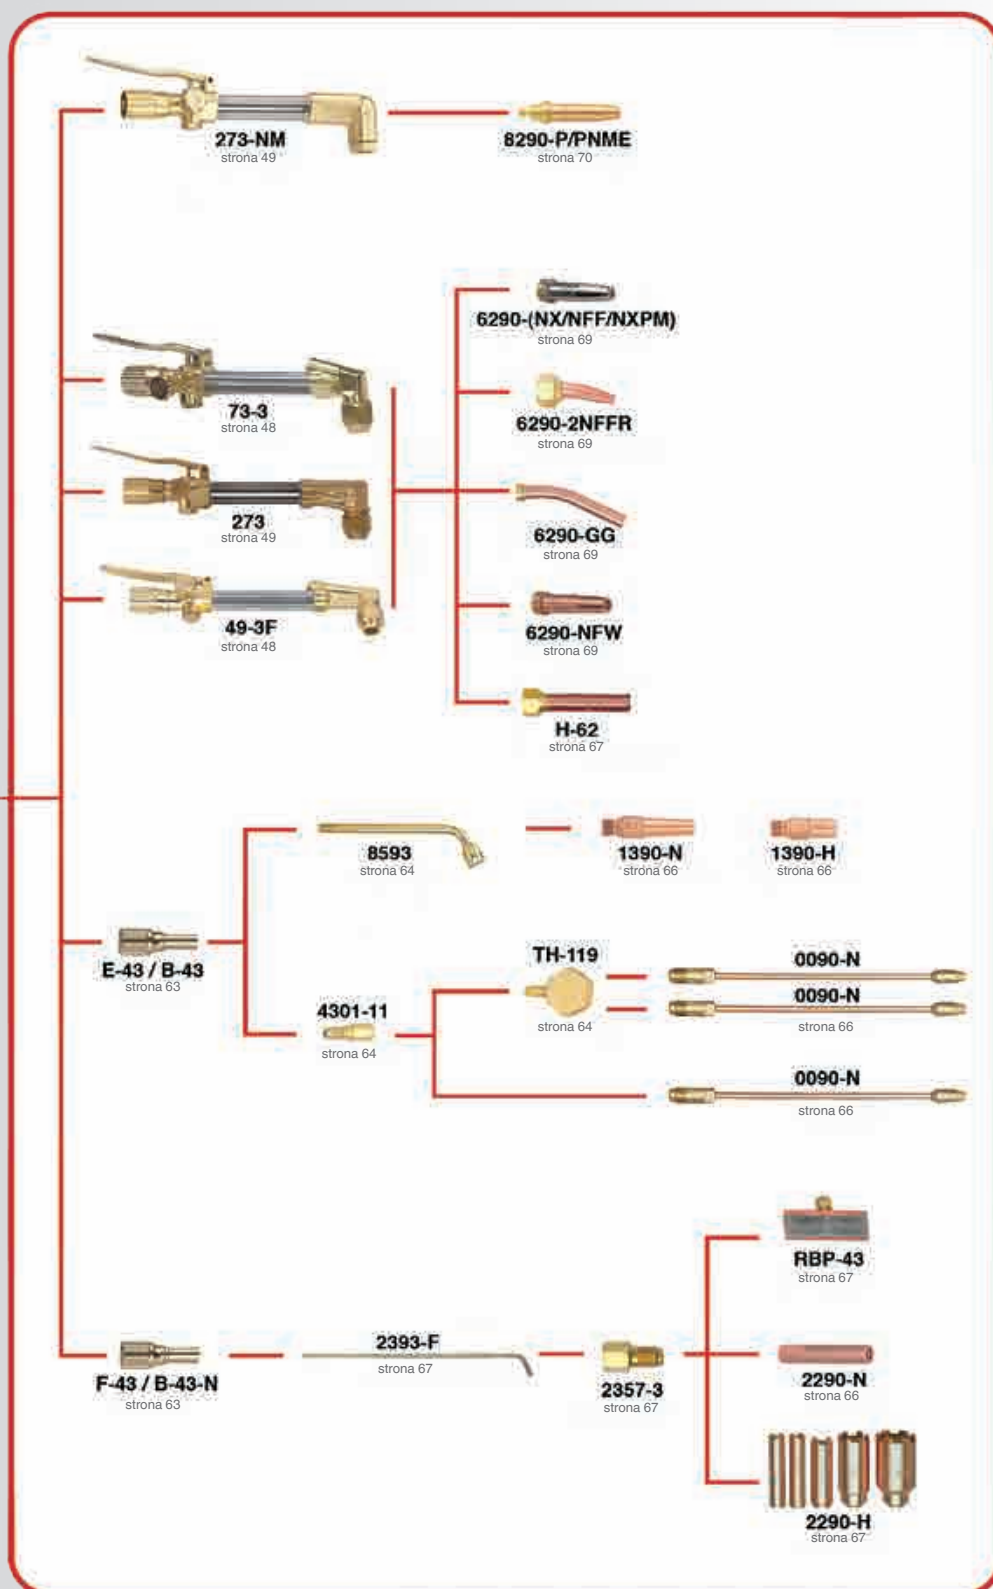 273-NM
strona 49
8290-P/PNME
strona 70
6290-(NX/NFF/NXPM)
strona 69
73-3
strona 48
6290-2NFFR
strona 69
273
strona 49
6290-GG
strona 69
49-3F
strona 48
6290-NFW
strona 69
H-62
strona 67
8593
strona 64
1390-N
strona 66
1390-H
strona 66
E-43 / B-43
strona 63
4301-11
strona 64
TH-119
strona 64
0090-N
0090-N
strona 66
0090-N
strona 66
RBP-43
strona 67
F-43 / B-43-N
strona 63
2393-F
strona 67
2357-3
strona 67
2290-N
strona 66
2290-H
strona 67